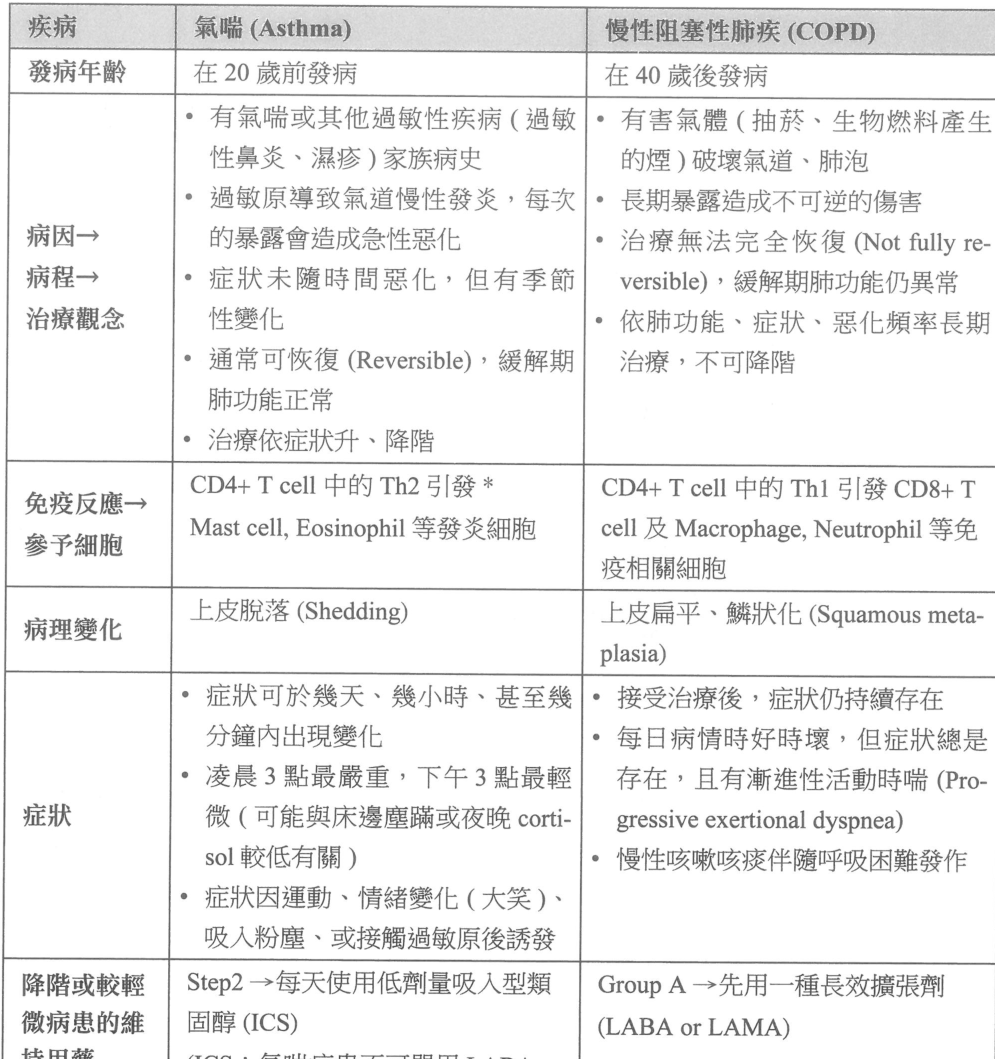 疾病
氣喘 (Asthma)
慢性阻塞性肺疾 (COPD)
發病年齡
在 20 歲前發病
在 40 歲後發病
病因→
病程→
治療觀念
• 有氣喘或其他過敏性疾病 ( 過敏
性鼻炎、濕疹 ) 家族病史
• 過敏原導致氣道慢性發炎，每次
的暴露會造成急性惡化
• 症狀未隨時間惡化，但有季節
性變化
• 通常可恢復 (Reversible)，緩解期
肺功能正常
• 治療依症狀升、降階
• 有害氣體 ( 抽菸、生物燃料產生
的煙 ) 破壞氣道、肺泡
• 長期暴露造成不可逆的傷害
• 治療無法完全恢復 (Not fully re-
versible)，緩解期肺功能仍異常
• 依肺功能、症狀、惡化頻率長期
治療，不可降階
免疫反應→
參予細胞
CD4+ T cell 中的 Th2 引發 *
Mast cell, Eosinophil 等發炎細胞
CD4+ T cell 中的 Th1 引發 CD8+ T
cell 及 Macrophage, Neutrophil 等免
疫相關細胞
病理變化
上皮脫落 (Shedding)
上皮扁平、鱗狀化 (Squamous meta-
plasia)
症狀
• 症狀可於幾天、幾小時、甚至幾
分鐘內出現變化
• 凌晨 3 點最嚴重，下午 3 點最輕
微 ( 可能與床邊塵蹣或夜晚 corti-
sol 較低有關 )
• 症狀因運動、情緒變化 ( 大笑 )、
吸入粉塵、或接觸過敏原後誘發
• 接受治療後，症狀仍持續存在
• 每日病情時好時壞，但症狀總是
存在，且有漸進性活動時喘 (Pro-
gressive exertional dyspnea)
• 慢性咳嗽咳痰伴隨呼吸困難發作
降階或較輕
微病患的維
持用藥
Step2 →每天使用低劑量吸入型類
固醇 (ICS)
Group A →先用一種長效擴張劑
(LABA or LAMA)